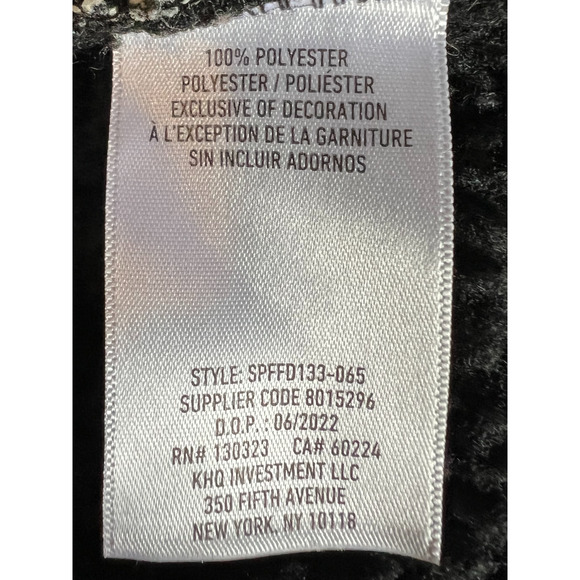 100% POLYESTER
POLYESTER / POLIÉSTER
EXCLUSIVE OF DECORATION
À L'EXCEPTION DE LA GARNITURE
SIN INCLUIR ADORNOS
STYLE: SPFFD133-065
SUPPLIER CODE 8015296
D.O.P. : 06/2022
RN# 130323 CA# 60224
KHQ INVESTMENT LLC
350 FIFTH AVENUE
NEW YORK. NY 10118